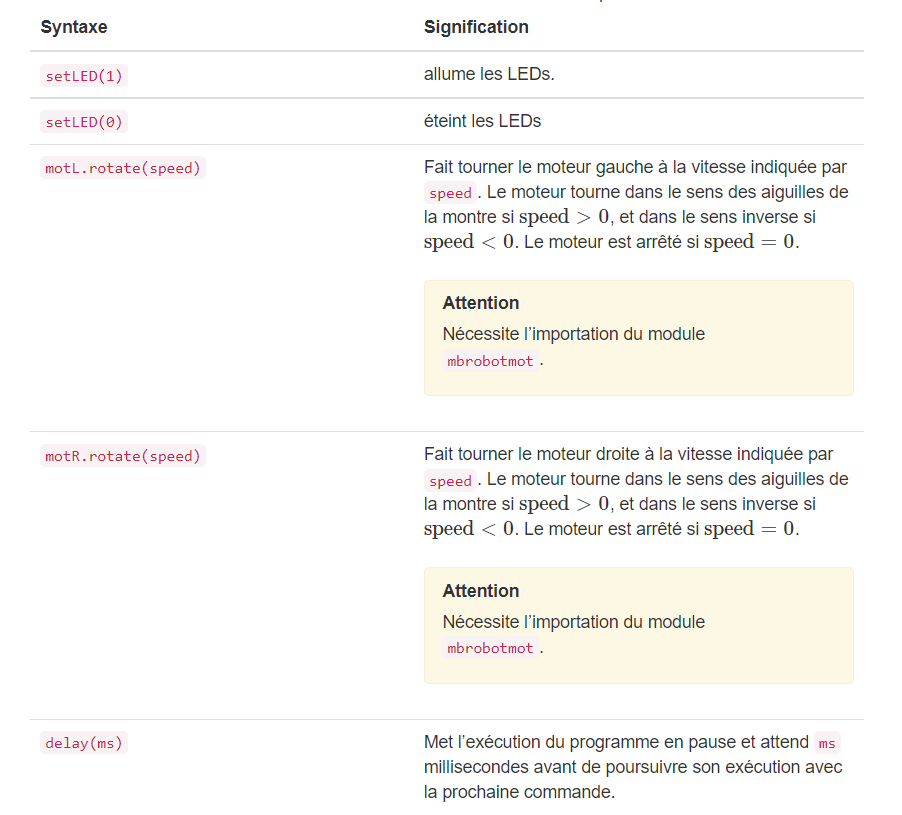 Syntaxe Signification
setLED(1) allume les LEDs.
setLED(0) éteint les LEDs
motL.rotate(speed) Fait tourner le moteur gauche à la vitesse indiquée par
speed . Le moteur tourne dans le sens des aiguilles de
la montre si speed > 0, et dans le sens inverse si
speed < 0. Le moteur est arrêté si speed = 0.
Attention
Nécessite l’importation du module
mbrobotmot .
motR.rotate(speed) Fait tourner le moteur droite à la vitesse indiquée par
speed . Le moteur tourne dans le sens des aiguilles de
la montre si speed > 0, et dans le sens inverse si
speed < 0. Le moteur est arrêté si speed = 0.
Attention
Nécessite l’importation du module
mbrobotmot .
delay(ms) Met l’exécution du programme en pause et attend ms
millisecondes avant de poursuivre son exécution avec
la prochaine commande.